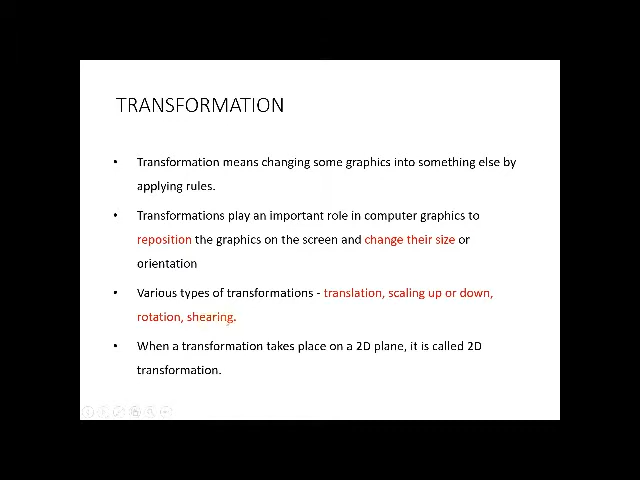 TRANSFORMATION
• Transformation means changing some graphics into something else by
applying rules.
• Transformations play an important role in computer graphics to
reposition the graphics on the screen and change their size or
orientation
• Various types of transformations - translation, scaling up or down,
rotation, shearing.
• When a transformation takes place on a 2D plane, it is called 2D
transformation.